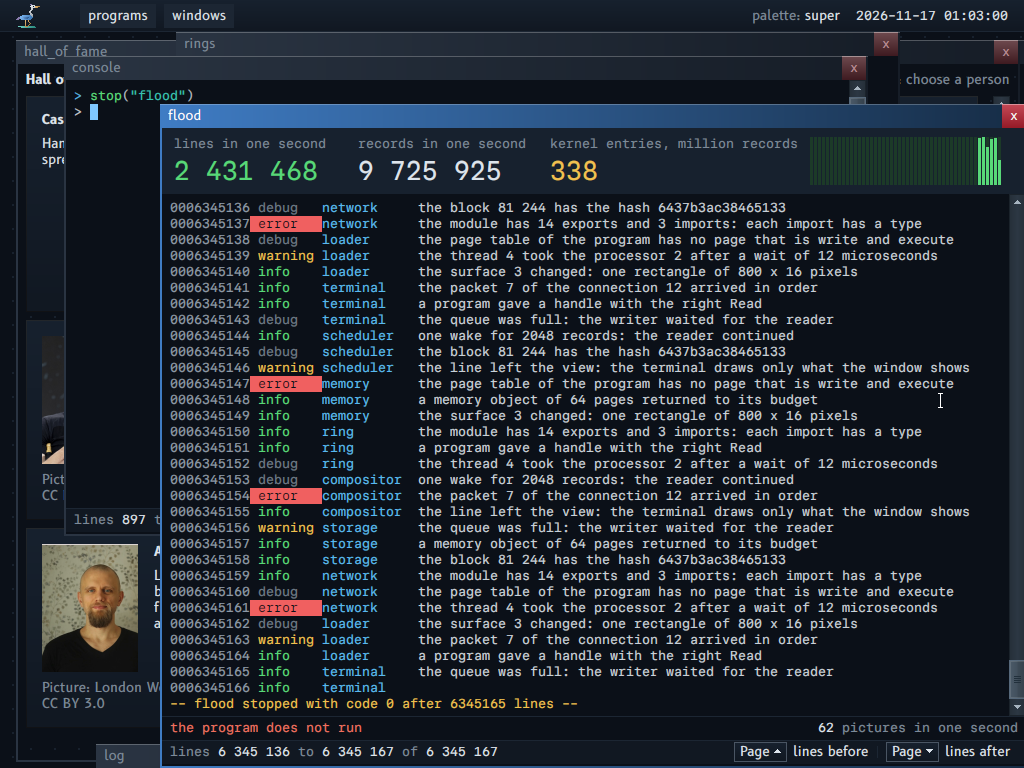 programs windows palette: super 2026-11-17 01:03:00
hall_of_fame
rings
x
x
console
x
Hall o
choose a person
> stop("flood")
>
Cas
Han
spre
Pict
CC
lines 897 t
A
L
b
f
a
Picture: London W
CC BY 3.0
log
flood
x
lines in one second records in one second kernel entries, million records
2 431 468 9 725 925 338
0006345136 debug network the block 81 244 has the hash 6437b3ac38465133
0006345137 error network the module has 14 exports and 3 imports: each import has a type
0006345138 debug loader the page table of the program has no page that is write and execute
0006345139 warning loader the thread 4 took the processor 2 after a wait of 12 microseconds
0006345140 info loader the surface 3 changed: one rectangle of 800 x 16 pixels
0006345141 info terminal the packet 7 of the connection 12 arrived in order
0006345142 info terminal a program gave a handle with the right Read
0006345143 debug terminal the queue was full: the writer waited for the reader
0006345144 info scheduler one wake for 2048 records: the reader continued
0006345145 debug scheduler the block 81 244 has the hash 6437b3ac38465133
0006345146 warning scheduler the line left the view: the terminal draws only what the window shows
0006345147 error memory the page table of the program has no page that is write and execute
0006345148 info memory a memory object of 64 pages returned to its budget
0006345149 info memory the surface 3 changed: one rectangle of 800 x 16 pixels
0006345150 info ring the module has 14 exports and 3 imports: each import has a type
0006345151 info ring a program gave a handle with the right Read
0006345152 debug ring the thread 4 took the processor 2 after a wait of 12 microseconds
0006345153 debug compositor one wake for 2048 records: the reader continued
0006345154 error compositor the packet 7 of the connection 12 arrived in order
0006345155 info compositor the line left the view: the terminal draws only what the window shows
0006345156 warning storage the queue was full: the writer waited for the reader
0006345157 info storage a memory object of 64 pages returned to its budget
0006345158 info storage the block 81 244 has the hash 6437b3ac38465133
0006345159 info network the module has 14 exports and 3 imports: each import has a type
0006345160 debug network the page table of the program has no page that is write and execute
0006345161 error network the thread 4 took the processor 2 after a wait of 12 microseconds
0006345162 debug loader the surface 3 changed: one rectangle of 800 x 16 pixels
0006345163 warning loader the packet 7 of the connection 12 arrived in order
0006345164 info loader a program gave a handle with the right Read
0006345165 info terminal the queue was full: the writer waited for the reader
0006345166 info terminal
-- flood stopped with code 0 after 6345165 lines --
the program does not run 62 pictures in one second
lines 6 345 136 to 6 345 167 of 6 345 167 Page lines before Page lines after